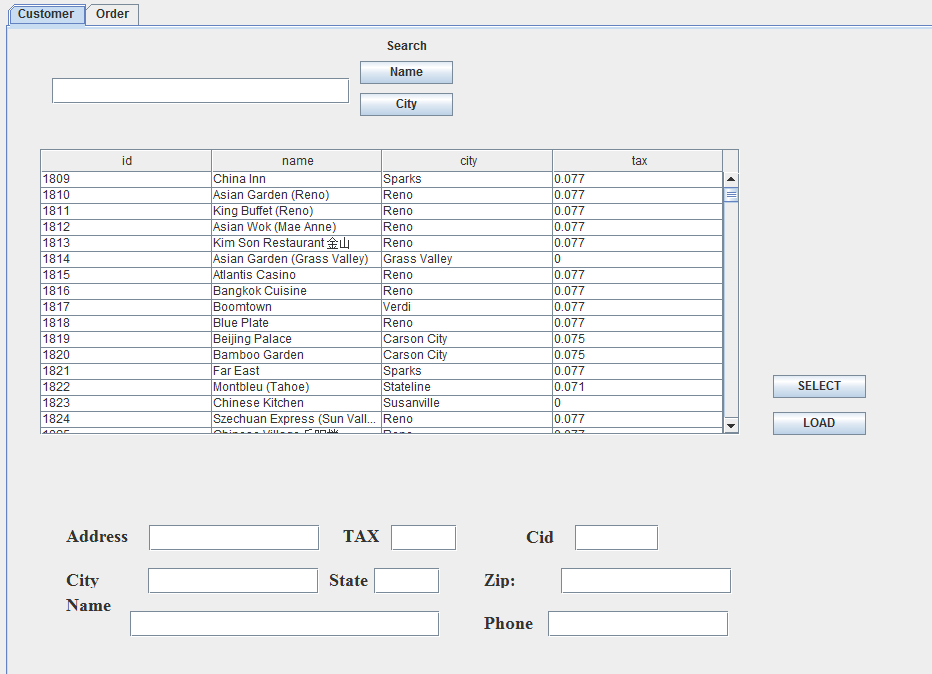 Customer Order
Search
Name
City
id name city tax
1809 China Inn Sparks 0.077
1810 Asian Garden (Reno) Reno 0.077
1811 King Buffet (Reno) Reno 0.077
1812 Asian Wok (Mae Anne) Reno 0.077
1813 Kim Son Restaurant 金山 Reno 0.077
1814 Asian Garden (Grass Valley) Grass Valley 0
1815 Atlantis Casino Reno 0.077
1816 Bangkok Cuisine Reno 0.077
1817 Boomtown Verdi 0.077
1818 Blue Plate Reno 0.077
1819 Beijing Palace Carson City 0.075
1820 Bamboo Garden Carson City 0.075
1821 Far East Sparks 0.077
1822 Montbleu (Tahoe) Stateline 0.071
1823 Chinese Kitchen Susanville 0
1824 Szechuan Express (Sun Vall... Reno 0.077
1825 Chinese Village Reno 0.077
SELECT
LOAD
Address TAX Cid
City State Zip:
Name
Phone